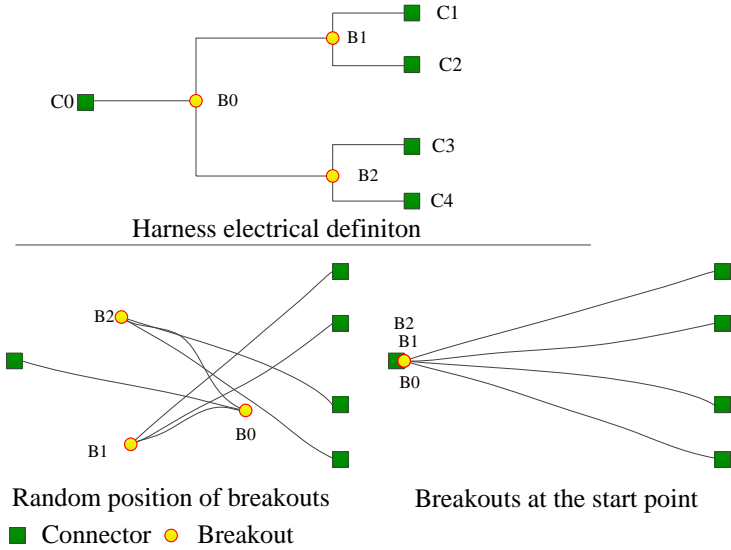 C1
B1
C2
C0
B0
C3
B2
C4
Harness electrical definiton
B2
B0
B1
B2
B1
B0
Random position of breakouts
Breakouts at the start point
Connector
Breakout